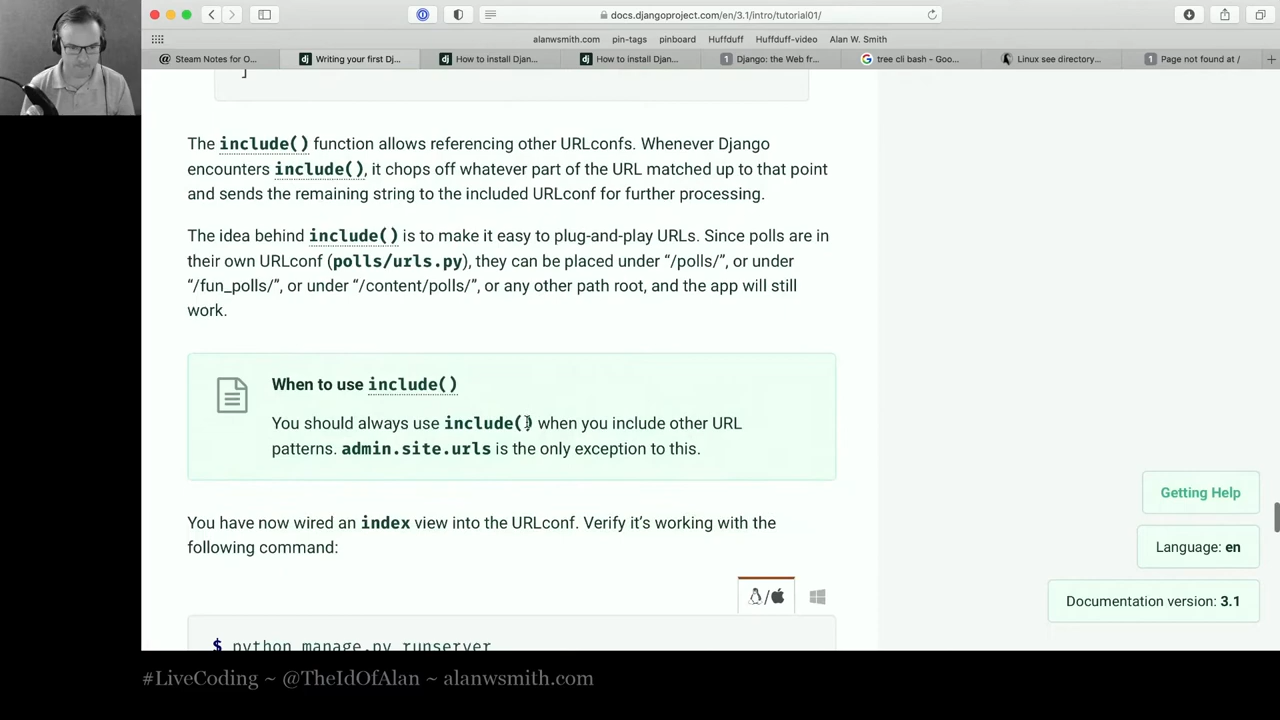 docs.djangoproject.com/en/3.1/intro/tutorial01/
alanwsmith.com pin-tags pinboard Huffduff Huffduff-video Alan W. Smith
Steam Notes for O... Writing your first Dj... How to install Djan... How to install Djan... Django: the Web fr... tree cli bash - Goo... Linux see directory... Page not found at /
]
The include() function allows referencing other URLconfs. Whenever Django
encounters include(), it chops off whatever part of the URL matched up to that point
and sends the remaining string to the included URLconf for further processing.
The idea behind include() is to make it easy to plug-and-play URLs. Since polls are in
their own URLconf (polls/urls.py), they can be placed under “/polls/”, or under
“/fun_polls/”, or under “/content/polls/”, or any other path root, and the app will still
work.
When to use include()
You should always use include() when you include other URL
patterns. admin.site.urls is the only exception to this.
Getting Help
You have now wired an index view into the URLconf. Verify it’s working with the
following command:
Language: en
Documentation version: 3.1
$ python manage.py runserver
#LiveCoding ~ @TheIdOfAlan ~ alanwsmith.com